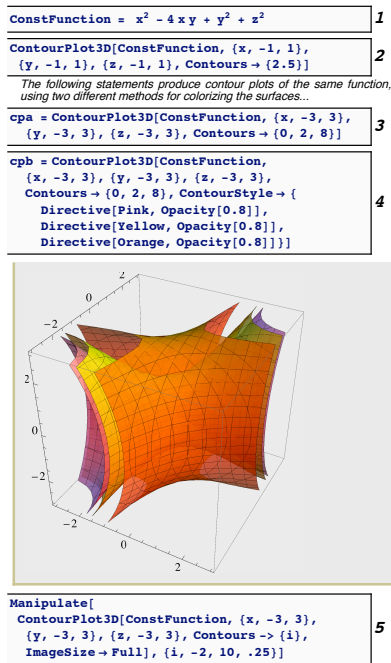 ConstFunction = x² - 4 x y + y² + z²
1
ContourPlot3D[ConstFunction, {x, -1, 1},
{y, -1, 1}, {z, -1, 1}, Contours → {2.5}]
2
The following statements produce contour plots of the same function,
using two different methods for colorizing the surfaces...
cpa = ContourPlot3D[ConstFunction, {x, -3, 3},
{y, -3, 3}, {z, -3, 3}, Contours → {0, 2, 8}]
3
cpb = ContourPlot3D[ConstFunction,
{x, -3, 3}, {y, -3, 3}, {z, -3, 3},
Contours → {0, 2, 8}, ContourStyle → {
Directive[Pink, Opacity[0.8]],
Directive[Yellow, Opacity[0.8]],
Directive[Orange, Opacity[0.8]]}]
4
2
0
-2
2
0
-2
-2
0
2
Manipulate[
ContourPlot3D[ConstFunction, {x, -3, 3},
{y, -3, 3}, {z, -3, 3}, Contours -> {i},
ImageSize → Full], {i, -2, 10, .25}]
5